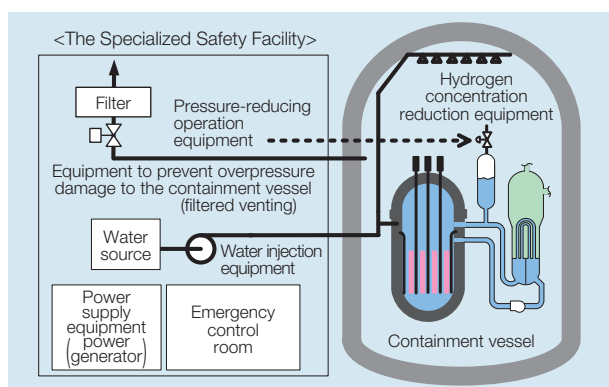 <The Specialized Safety Facility>
Filter
Pressure-reducing
operation
equipment
Hydrogen
concentration
reduction equipment
Equipment to prevent overpressure
damage to the containment vessel
(filtered venting)
Water
source
Water injection
equipment
Power
supply
equipment
(power
generator)
Emergency
control
room
Containment vessel